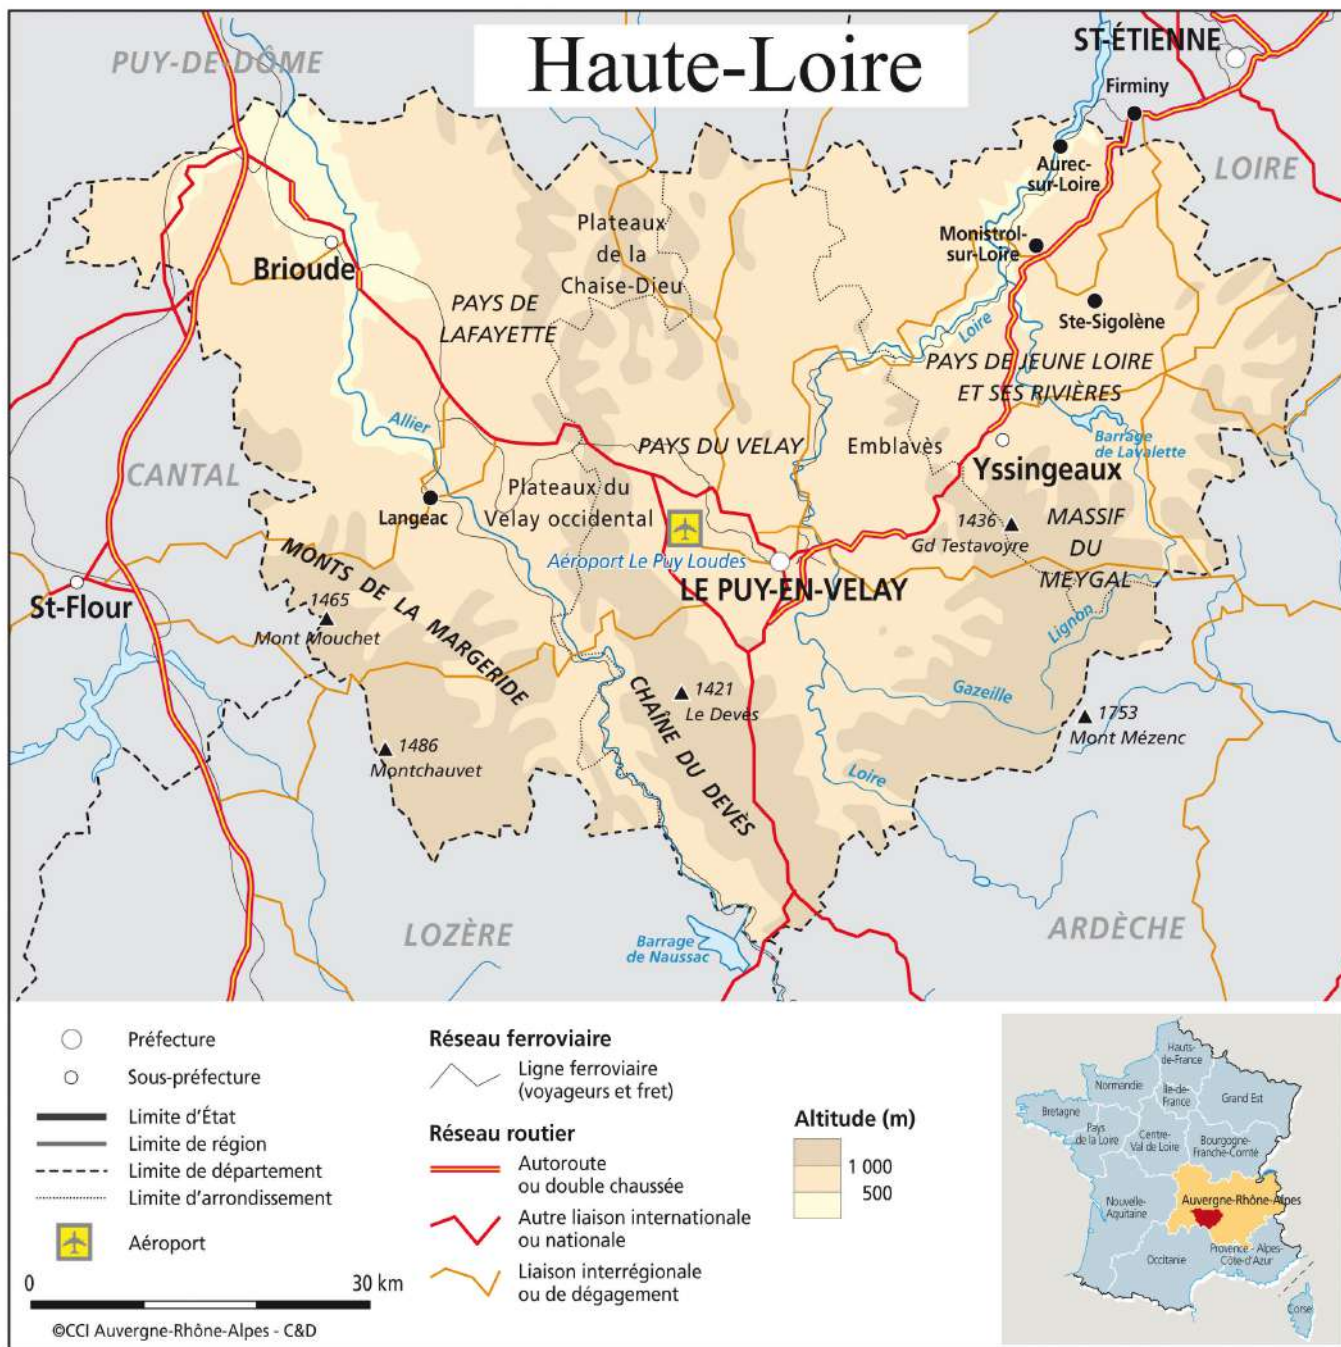 Haute-Loire
PUY-DE-DÔME
ST-ÉTIENNE
Firminy
LOIRE
Aurec-
sur-Loire
Monistrol-
sur-Loire
Plateaux
de la
Chaise-Dieu
Brioude
PAYS DE
LAFAYETTE
Ste-Sigolène
Loire
PAYS DE JEUNE LOIRE
ET SES RIVIÈRES
Allier
PAYS DU VELAY
Emblavès
Barrage
de Lavalette
CANTAL
Yssingeaux
Langeac
Plateaux du
Velay occidental
1436
Gd Testavoyre
MASSIF
DU
MEYGAL
Aéroport Le Puy Loudes
LE PUY-EN-VELAY
St-Flour
MONTS DE LA MARGERIDE
1465
Mont Mouchet
Lignon
Gazeille
1421
Le Devès
CHAÎNE DU DEVÈS
1753
Mont Mézenc
1486
Montchauvet
Loire
LOZÈRE
Barrage
de Naussac
ARDÈCHE
Préfecture
Sous-préfecture
Limite d'État
Limite de région
Limite de département
Limite d'arrondissement
Aéroport
0 30 km
©CCI Auvergne-Rhône-Alpes - C&D
Réseau ferroviaire
Ligne ferroviaire
(voyageurs et fret)
Réseau routier
Autoroute
ou double chaussée
Autre liaison internationale
ou nationale
Liaison interrégionale
ou de dégagement
Altitude (m)
1 000
500
Hauts-
de-France
Normandie
Île-de-
France
Grand Est
Bretagne
Pays
de la Loire
Centre-
Val de Loire
Bourgogne-
Franche-Comté
Nouvelle-
Aquitaine
Auvergne-Rhône-Alpes
Occitanie
Provence - Alpes-
Côte-d'Azur
Corse